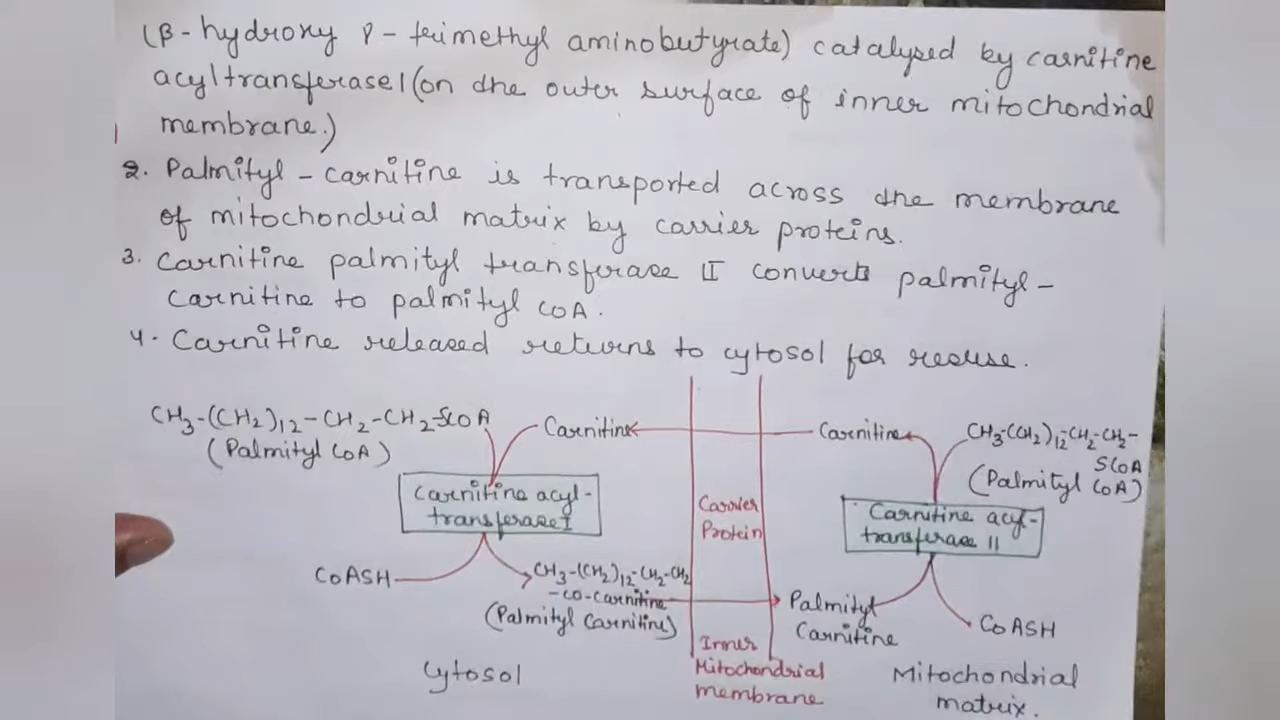 (β-hydroxy γ-trimethyl aminobutyrate) catalysed by carnitine
acyltransferase I (on the outer surface of inner mitochondrial
membrane.)
2. Palmityl-carnitine is transported across the membrane
of mitochondrial matrix by carrier proteins.
3. Carnitine palmityl transferase II converts palmityl-
carnitine to palmityl CoA.
4. Carnitine released returns to cytosol for reuse.
CH3-(CH2)12-CH2-CH2-SCOA
(Palmityl CoA)
Carnitine
Carnitine
CH3-(CH2)12-CH2-CH2-
SCOA
(Palmityl CoA)
Carnitine acyl-
transferase I
Carrier
Protein
Carnitine acyl-
transferase II
CoASH
CH3-(CH2)12-CH2-CH2
-CO-Carnitine
(Palmityl Carnitine)
Palmityl
Carnitine
CoASH
Inner
Mitochondrial
membrane
Cytosol
Mitochondrial
matrix.